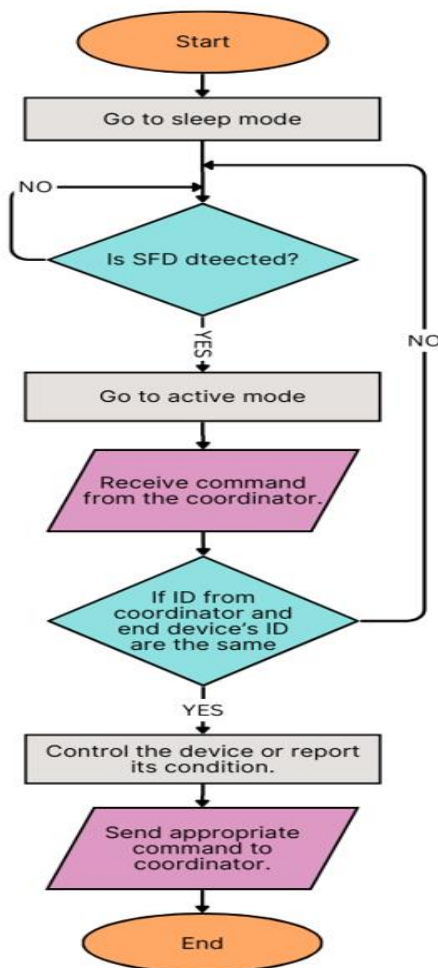 Start
Go to sleep mode
NO
Is SFD dteected?
YES
NO
Go to active mode
Receive command
from the coordinator.
If ID from
coordinator and
end device's ID
are the same
YES
Control the device or report
its condition.
Send appropriate
command to
coordinator.
End